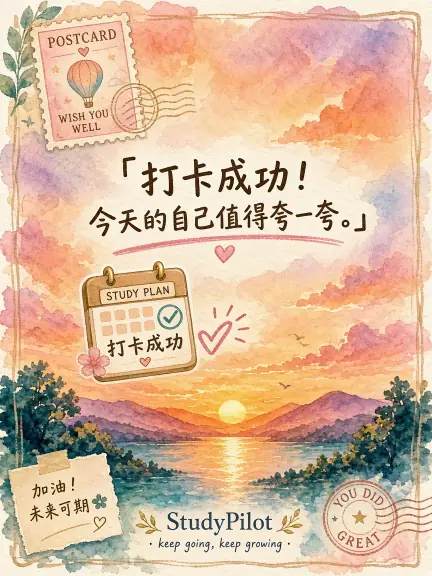 POSTCARD
WISH YOU
WELL
「打卡成功！
今天的自己值得夸一夸。」
STUDY PLAN
打卡成功
加油！
未来可期
StudyPilot
· keep going, keep growing ·
YOU DID
GREAT